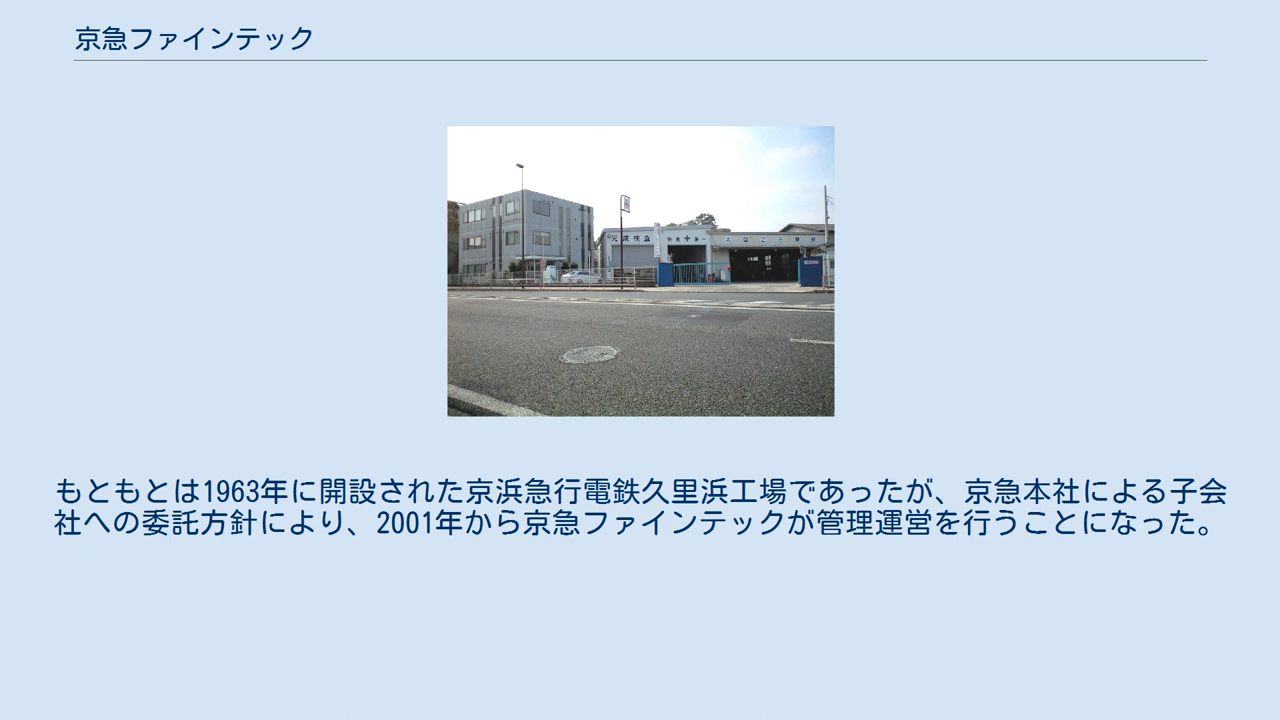 京急ファインテック
安全✚第一
もともとは1963年に開設された京浜急行電鉄久里浜工場であったが、京急本社による子会
社への委託方針により、2001年から京急ファインテックが管理運営を行うことになった。